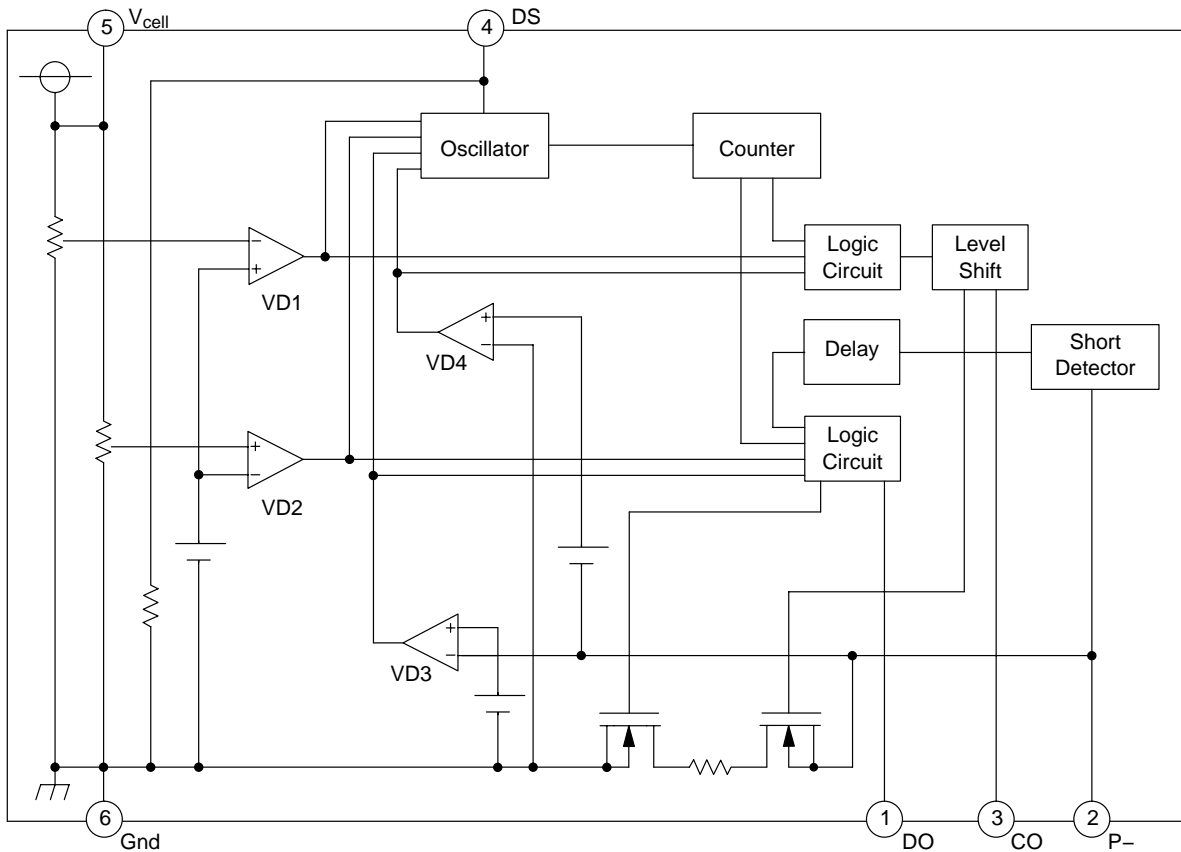 5 Vcell
4 DS
Oscillator
Counter
−
+
VD1
Logic
Circuit
Level
Shift
+
−
VD4
Delay
Short
Detector
+
−
VD2
Logic
Circuit
+
−
VD3
6 Gnd
1 DO
3 CO
2 P−